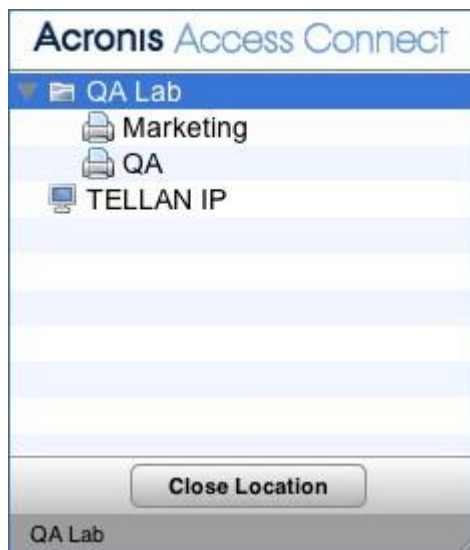 Acronis Access Connect
QA Lab
Marketing
QA
TELLAN IP
Close Location
QA Lab